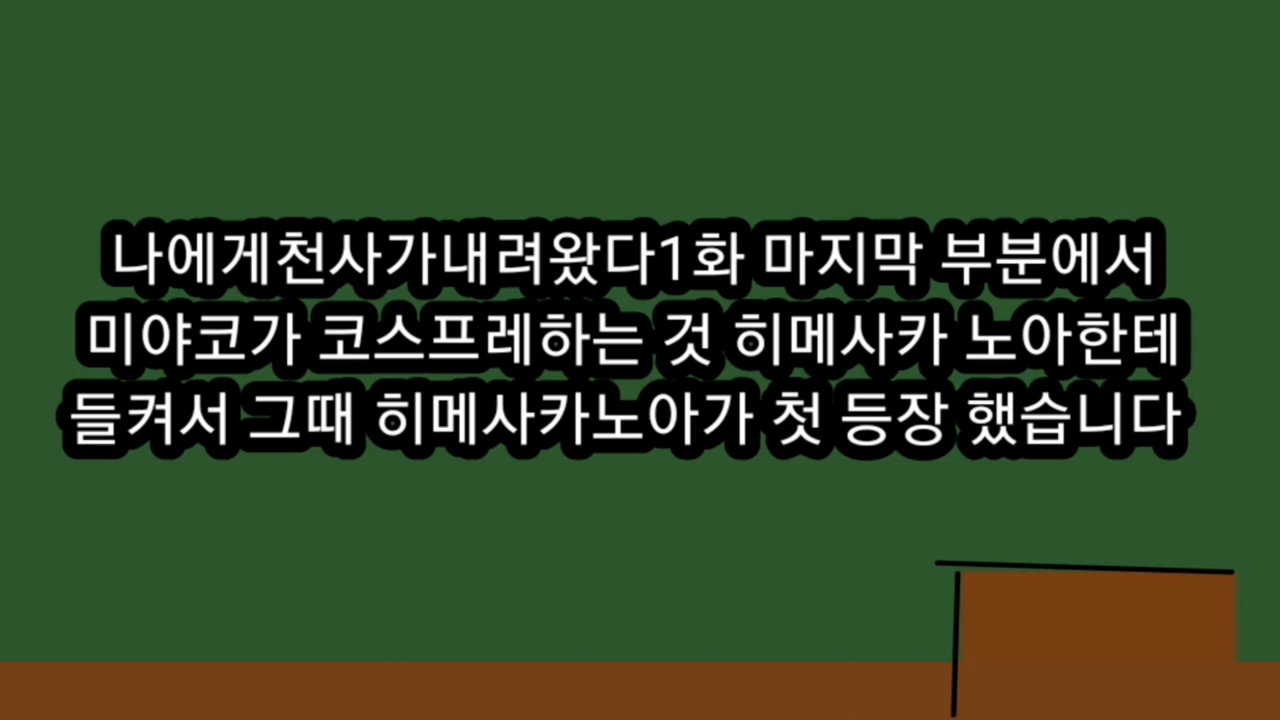 나에게천사가내려왔다1화 마지막 부분에서
미야코가 코스프레하는 것 히메사카 노아한테
들켜서 그때 히메사카노아가 첫 등장 했습니다